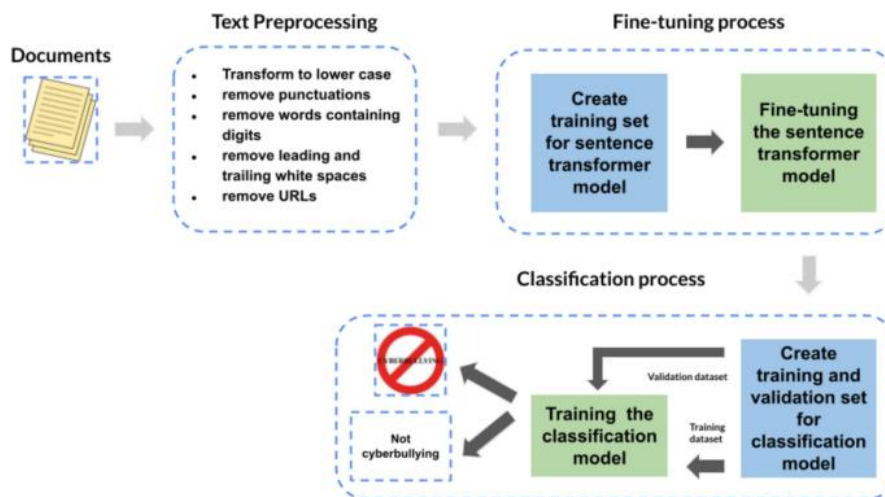 Text Preprocessing
Fine-tuning process
Documents
Transform to lower case
remove punctuations
remove words containing
digits
remove leading and
trailing white spaces
remove URLs
Create
training set
for sentence
transformer
model
Fine-tuning
the sentence
transformer
model
Classification process
CYBERBULLYING
Not
cyberbullying
Training the
classification
model
Validation dataset
Training
dataset
Create
training and
validation set
for
classification
model